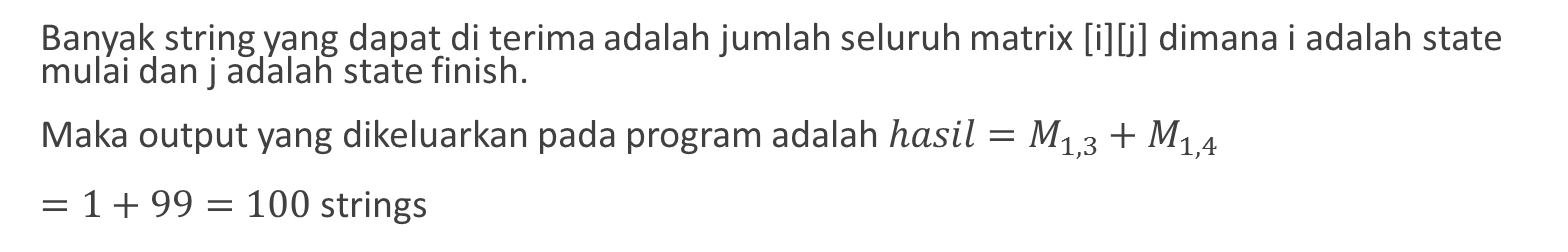 Banyak string yang dapat di terima adalah jumlah seluruh matrix [i][j] dimana i adalah state
mulai dan j adalah state finish.
Maka output yang dikeluarkan pada program adalah hasil = M₁,₃ + M₁,₄
= 1 + 99 = 100 strings